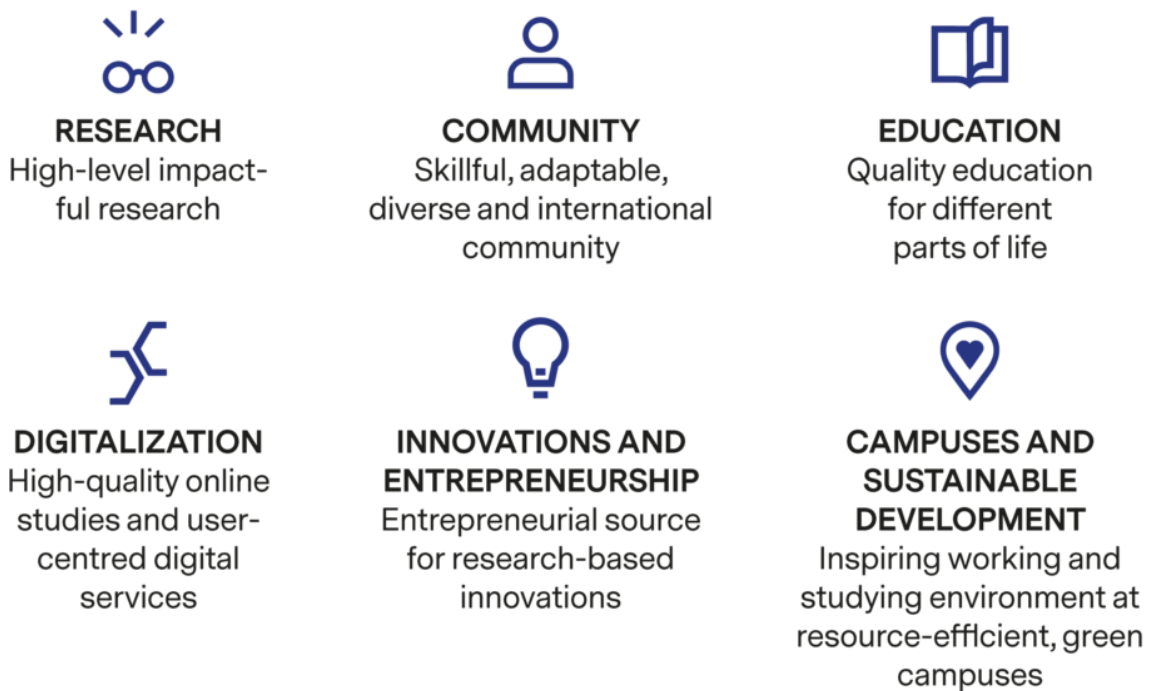 RESEARCH
High-level impact-
ful research
COMMUNITY
Skillful, adaptable,
diverse and international
community
EDUCATION
Quality education
for different
parts of life
DIGITALIZATION
High-quality online
studies and user-
centred digital
services
INNOVATIONS AND
ENTREPRENEURSHIP
Entrepreneurial source
for research-based
innovations
CAMPUSES AND
SUSTAINABLE
DEVELOPMENT
Inspiring working and
studying environment at
resource-efficient, green
campuses